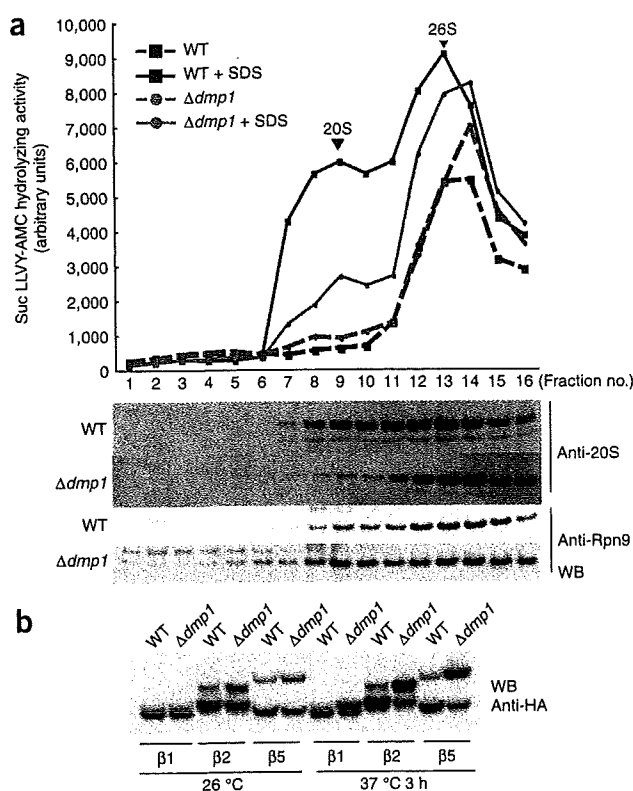 a
Suc LLVY-AMC hydrolyzing activity
(arbitrary units)
10,000
9,000
8,000
7,000
6,000
5,000
4,000
3,000
2,000
1,000
0
WT
WT + SDS
Δdmp1
Δdmp1 + SDS
20S
26S
1 2 3 4 5 6 7 8 9 10 11 12 13 14 15 16 (Fraction no.)
WT
Δdmp1
Anti-20S
WT
Δdmp1
Anti-Rpn9
WB
b
WT Δdmp1 WT Δdmp1 WT Δdmp1 WT Δdmp1 WT Δdmp1 WT Δdmp1
WB
Anti-HA
β1 β2 β5 β1 β2 β5
26 °C 37 °C 3 h